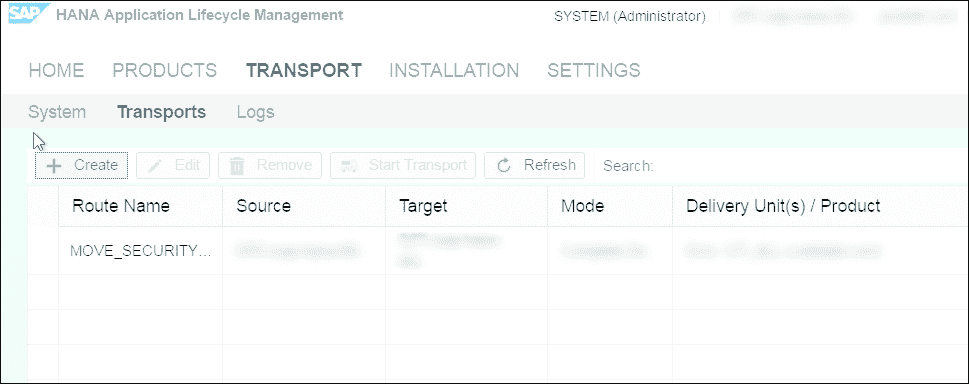 SAP HANA Application Lifecycle Management SYSTEM (Administrator)
HOME PRODUCTS TRANSPORT INSTALLATION SETTINGS
System Transports Logs
Create Edit Remove Start Transport Refresh Search:
Route Name Source Target Mode Delivery Unit(s) / Product
MOVE_SECURITY...